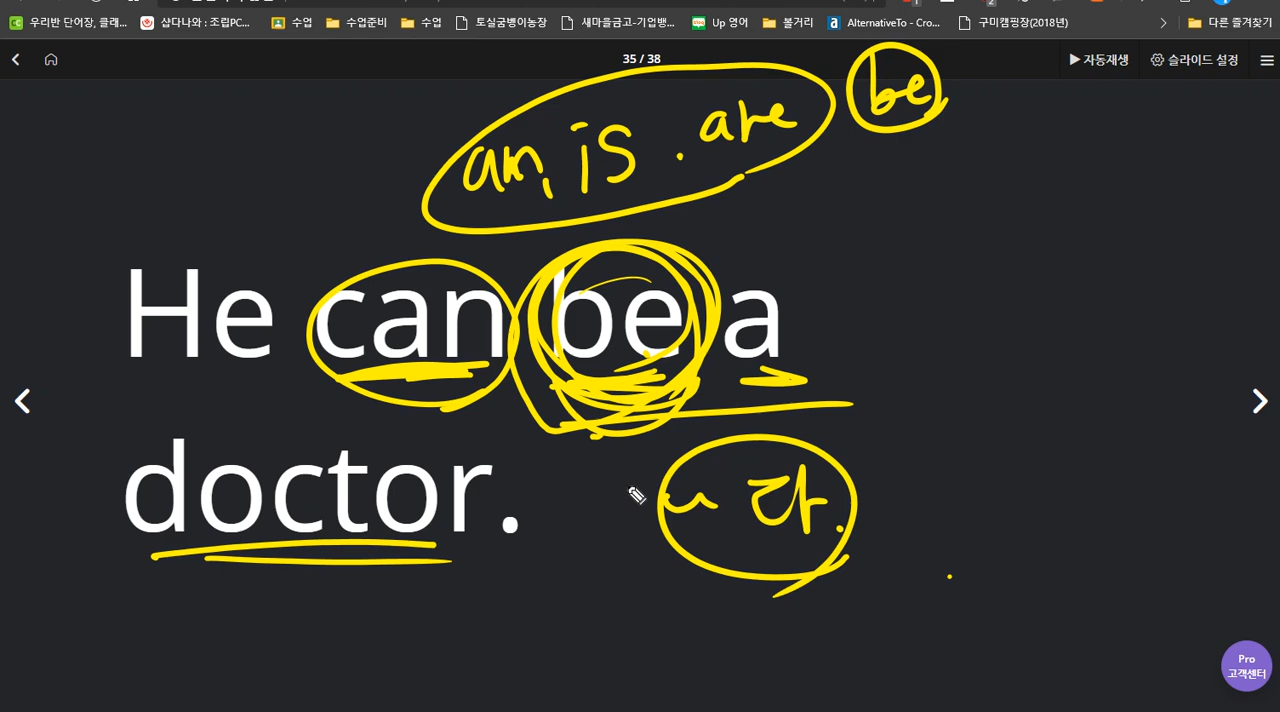 우리반 단어장, 클래... 샵다나와 : 조립PC... 수업 수업준비 수업 토실굼뱅이농장 새마을금고-기업뱅... Up 영어 볼거리 AlternativeTo - Cro... 구미캠핑장(2018년) 다른 즐겨찾기
35 / 38 자동재생 슬라이드 설정
am, is . are be
He can be a
doctor.
~ 다.
Pro
고객센터